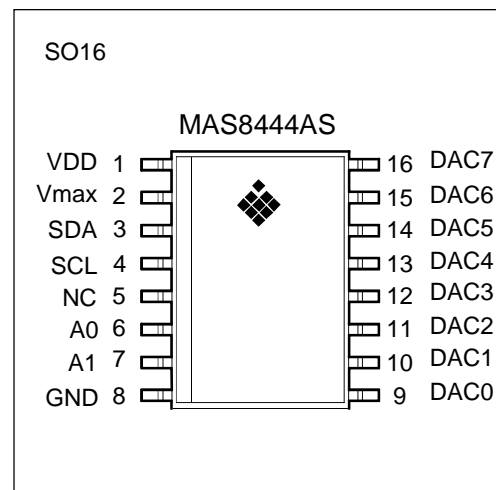 SO16
MAS8444AS
VDD 1 16 DAC7
Vmax 2 15 DAC6
SDA 3 14 DAC5
SCL 4 13 DAC4
NC 5 12 DAC3
A0 6 11 DAC2
A1 7 10 DAC1
GND 8 9 DAC0